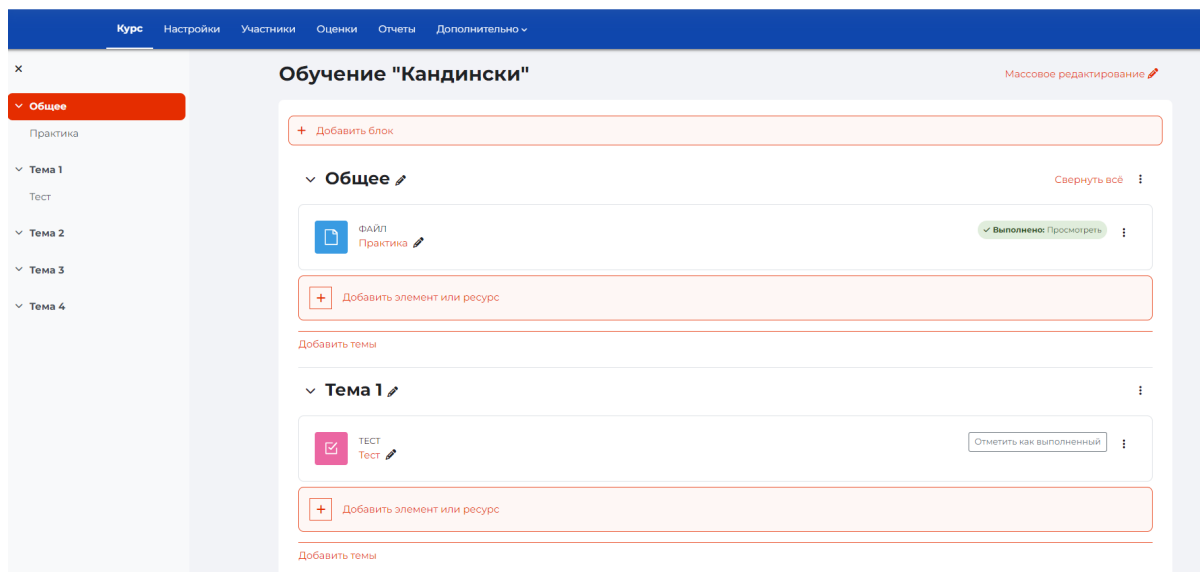 Курс Настройки Участники Оценки Отчеты Дополнительно
Обучение "Кандински"
Массовое редактирование
Общее
Практика
Тема 1
Тест
Тема 2
Тема 3
Тема 4
+ Добавить блок
Общее
Свернуть всё
ФАЙЛ
Практика
Выполнено: Просмотреть
+ Добавить элемент или ресурс
Добавить темы
Тема 1
ТЕСТ
Тест
Отметить как выполненный
+ Добавить элемент или ресурс
Добавить темы